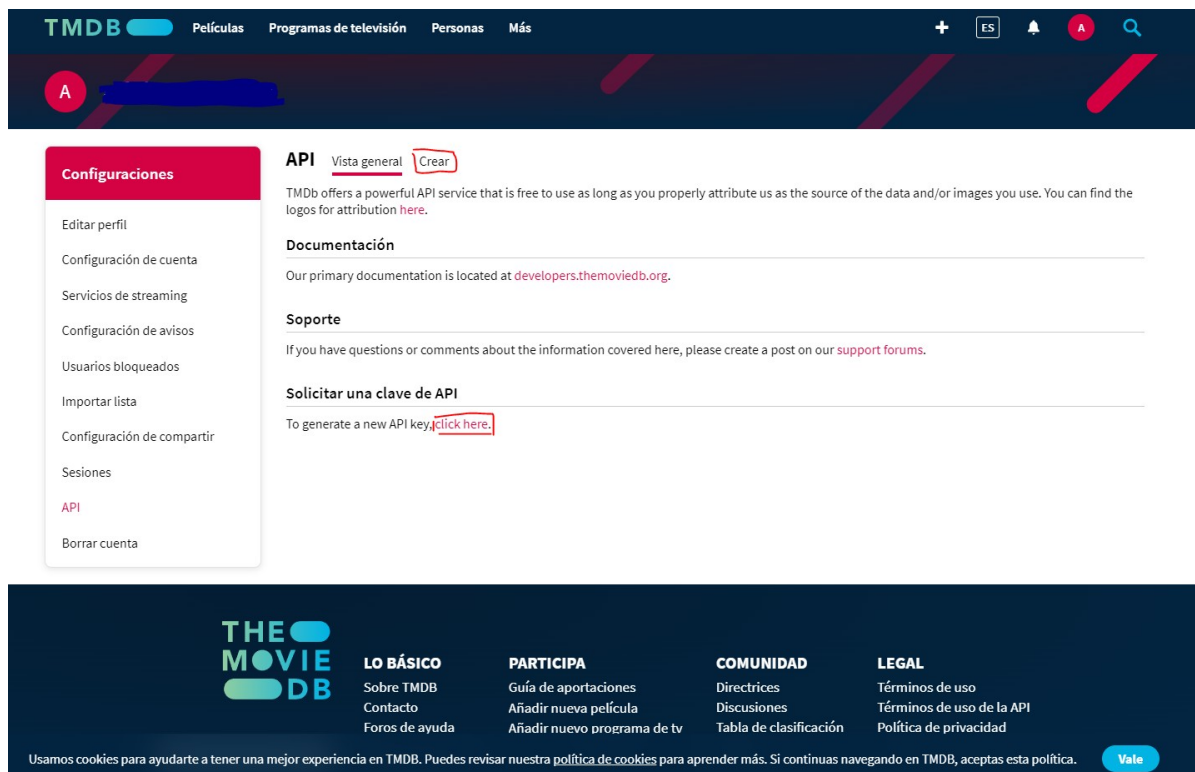 TMDB Películas Programas de televisión Personas Más ES A
A
Configuraciones
Editar perfil
Configuración de cuenta
Servicios de streaming
Configuración de avisos
Usuarios bloqueados
Importar lista
Configuración de compartir
Sesiones
API
Borrar cuenta
API Vista general Crear
TMDb offers a powerful API service that is free to use as long as you properly attribute us as the source of the data and/or images you use. You can find the
logos for attribution here.
Documentación
Our primary documentation is located at developers.themoviedb.org.
Soporte
If you have questions or comments about the information covered here, please create a post on our support forums.
Solicitar una clave de API
To generate a new API key, click here.
THE
MOVIE
DB
LO BÁSICO
Sobre TMDB
Contacto
Foros de ayuda
PARTICIPA
Guía de aportaciones
Añadir nueva película
Añadir nuevo programa de tv
COMUNIDAD
Directrices
Discusiones
Tabla de clasificación
LEGAL
Términos de uso
Términos de uso de la API
Política de privacidad
Usamos cookies para ayudarte a tener una mejor experiencia en TMDB. Puedes revisar nuestra política de cookies para aprender más. Si continuas navegando en TMDB, aceptas esta política. Vale